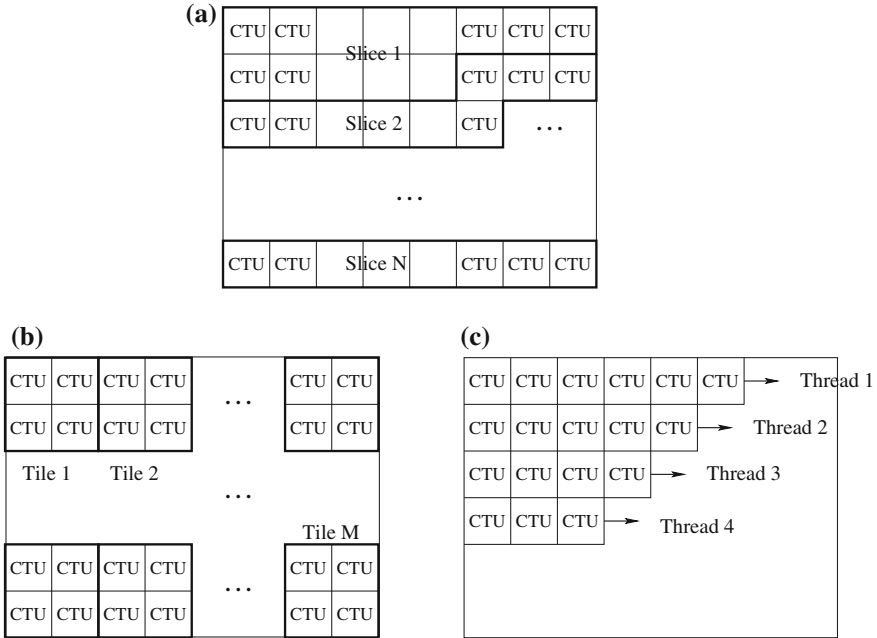 (a)
CTU CTU CTU CTU CTU
Slice 1
CTU CTU CTU CTU CTU
CTU CTU Slice 2 CTU ...
...
CTU CTU Slice N CTU CTU CTU
(b)
CTU CTU CTU CTU CTU CTU
...
CTU CTU CTU CTU CTU CTU
Tile 1 Tile 2
...
Tile M
CTU CTU CTU CTU CTU CTU
...
CTU CTU CTU CTU CTU CTU
(c)
CTU CTU CTU CTU CTU CTU Thread 1
CTU CTU CTU CTU CTU Thread 2
CTU CTU CTU CTU Thread 3
CTU CTU CTU Thread 4